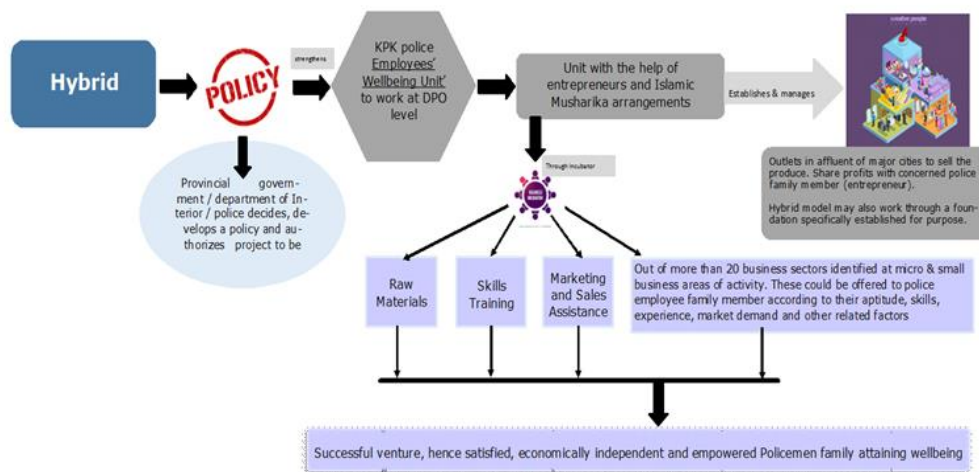 Hybrid
POLICY
strengthens
KPK police
Employees'
Wellbeing Unit'
to work at DPO
level
Unit with the help of
entrepreneurs and Islamic
Musharika arrangements
Establishes & manages
creative people
Provincial govern-
ment / department of In-
terior / police decides, de-
velops a policy and au-
thorizes project to be
Through Incubator
BUSINESS
INCUBATOR
Outlets in affluent of major cities to sell the
produce. Share profits with concerned police
family member (entrepreneur).
Hybrid model may also work through a foun-
dation specifically established for purpose.
Raw
Materials
Skills
Training
Marketing
and Sales
Assistance
Out of more than 20 business sectors identified at micro & small
business areas of activity. These could be offered to police
employee family member according to their aptitude, skills,
experience, market demand and other related factors
Successful venture, hence satisfied, economically independent and empowered Policemen family attaining wellbeing